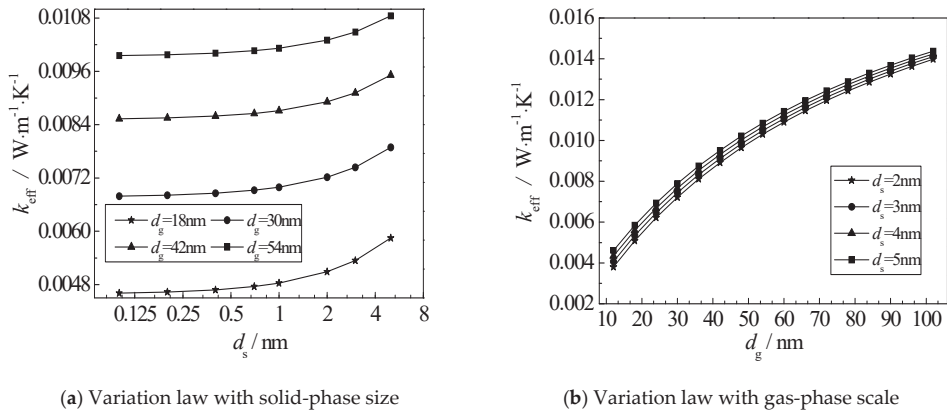 0.0108
0.0096
0.0084
0.0072
0.0060
0.0048
k_eff / W·m⁻¹·K⁻¹
d_g=18nm d_g=30nm
d_g=42nm d_g=54nm
0.125 0.25 0.5 1 2 4 8
d_s / nm
(a) Variation law with solid-phase size
0.016
0.014
0.012
0.010
0.008
0.006
0.004
0.002
k_eff / W·m⁻¹·K⁻¹
d_s=2nm
d_s=3nm
d_s=4nm
d_s=5nm
10 20 30 40 50 60 70 80 90 100
d_g / nm
(b) Variation law with gas-phase scale